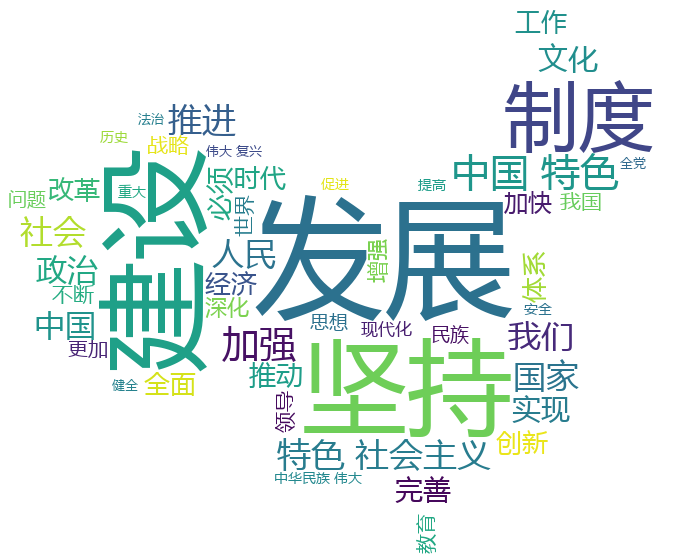 工作
文化
制度
法治
推进
历史
战略
伟大 复兴
中国 特色
全党
改革
重大
必须
时代
促进
提高
问题
世界
加快
我国
社会
建设
人民
发展
增强
政治
经济
体系
不断
深化
安全
中国
思想
现代化
民族
我们
更加
加强
坚持
健全
全面
推动
国家
领导
实现
创新
特色 社会主义
中华民族 伟大
完善
教育